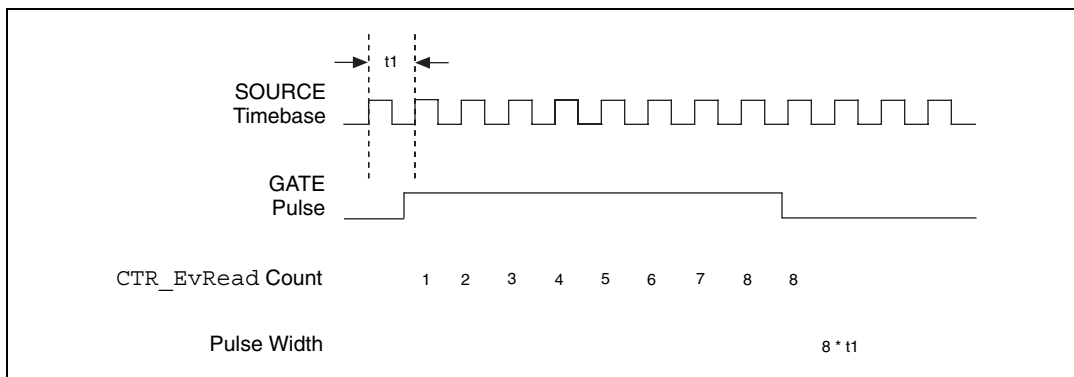 t1
SOURCE
Timebase
GATE
Pulse
CTR_EvRead Count 1 2 3 4 5 6 7 8 8
Pulse Width 8 * t1